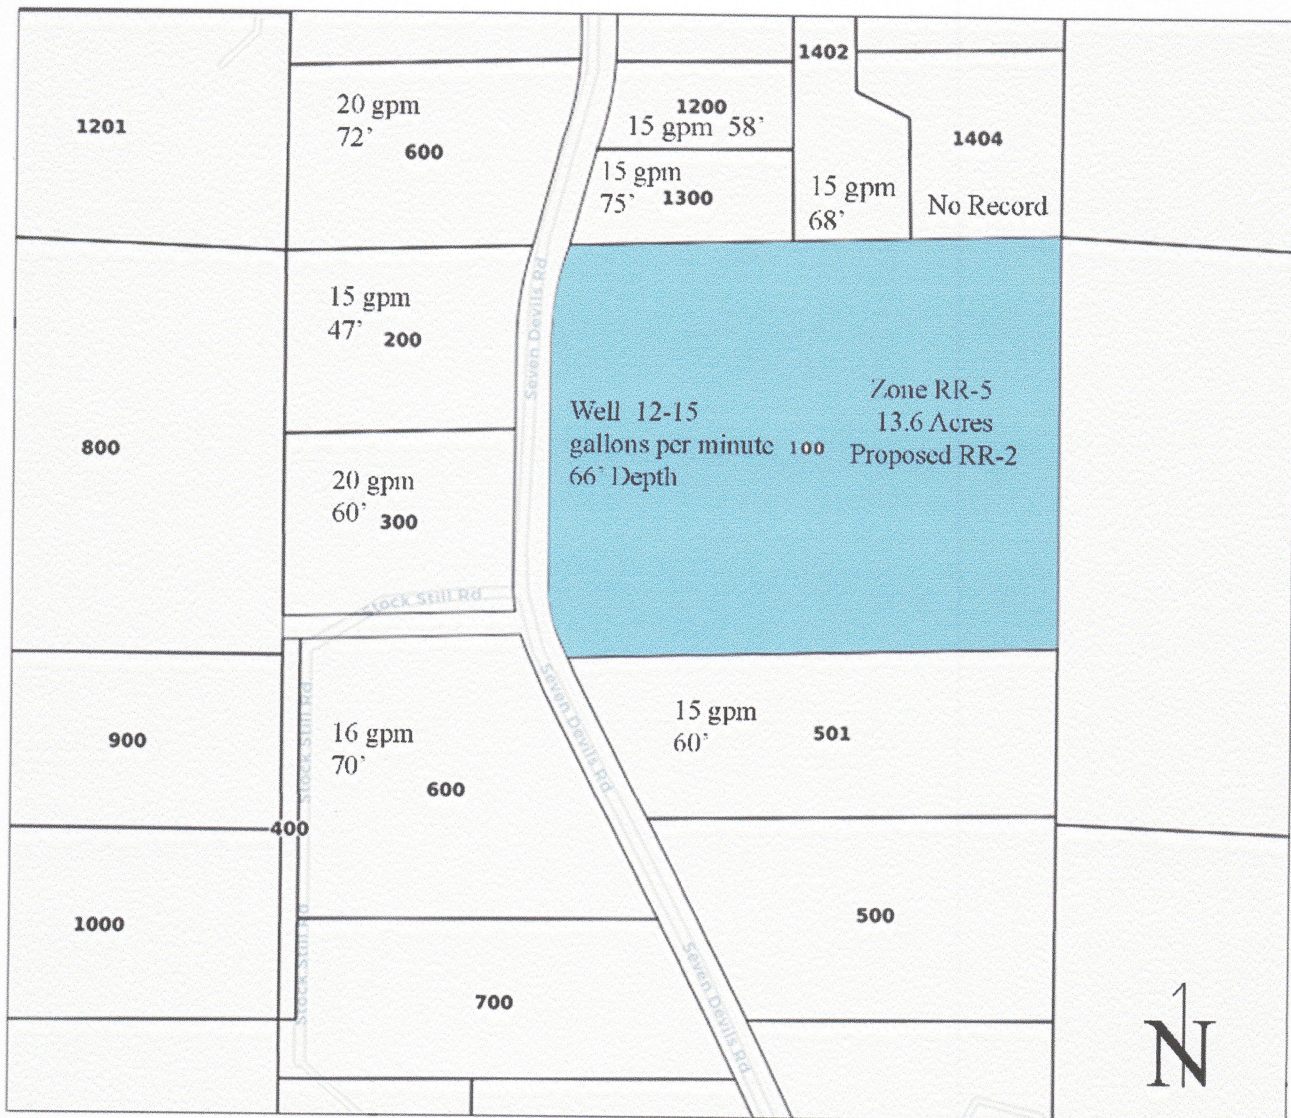 1402
1201
20 gpm
72’ 600
1200
15 gpm 58’
1404
15 gpm
75’ 1300
15 gpm
68’
No Record
Seven Devils Rd
15 gpm
47’ 200
800
Well 12-15
gallons per minute 100
66’ Depth
Zone RR-5
13.6 Acres
Proposed RR-2
20 gpm
60’ 300
Stock Still Rd
900
Stock Still Rd
16 gpm
70’
600
Seven Devils Rd
15 gpm
60’ 501
400
1000
Stock Still Rd
700
500
Seven Devils Rd
N